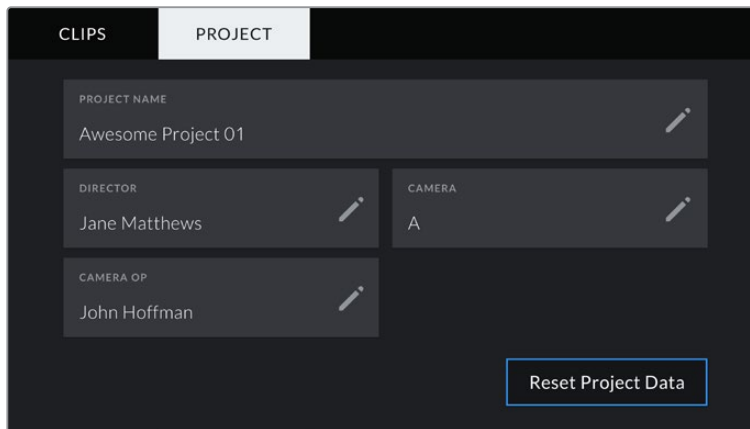 CLIPS PROJECT
PROJECT NAME
Awesome Project 01
DIRECTOR
Jane Matthews
CAMERA
A
CAMERA OP
John Hoffman
Reset Project Data